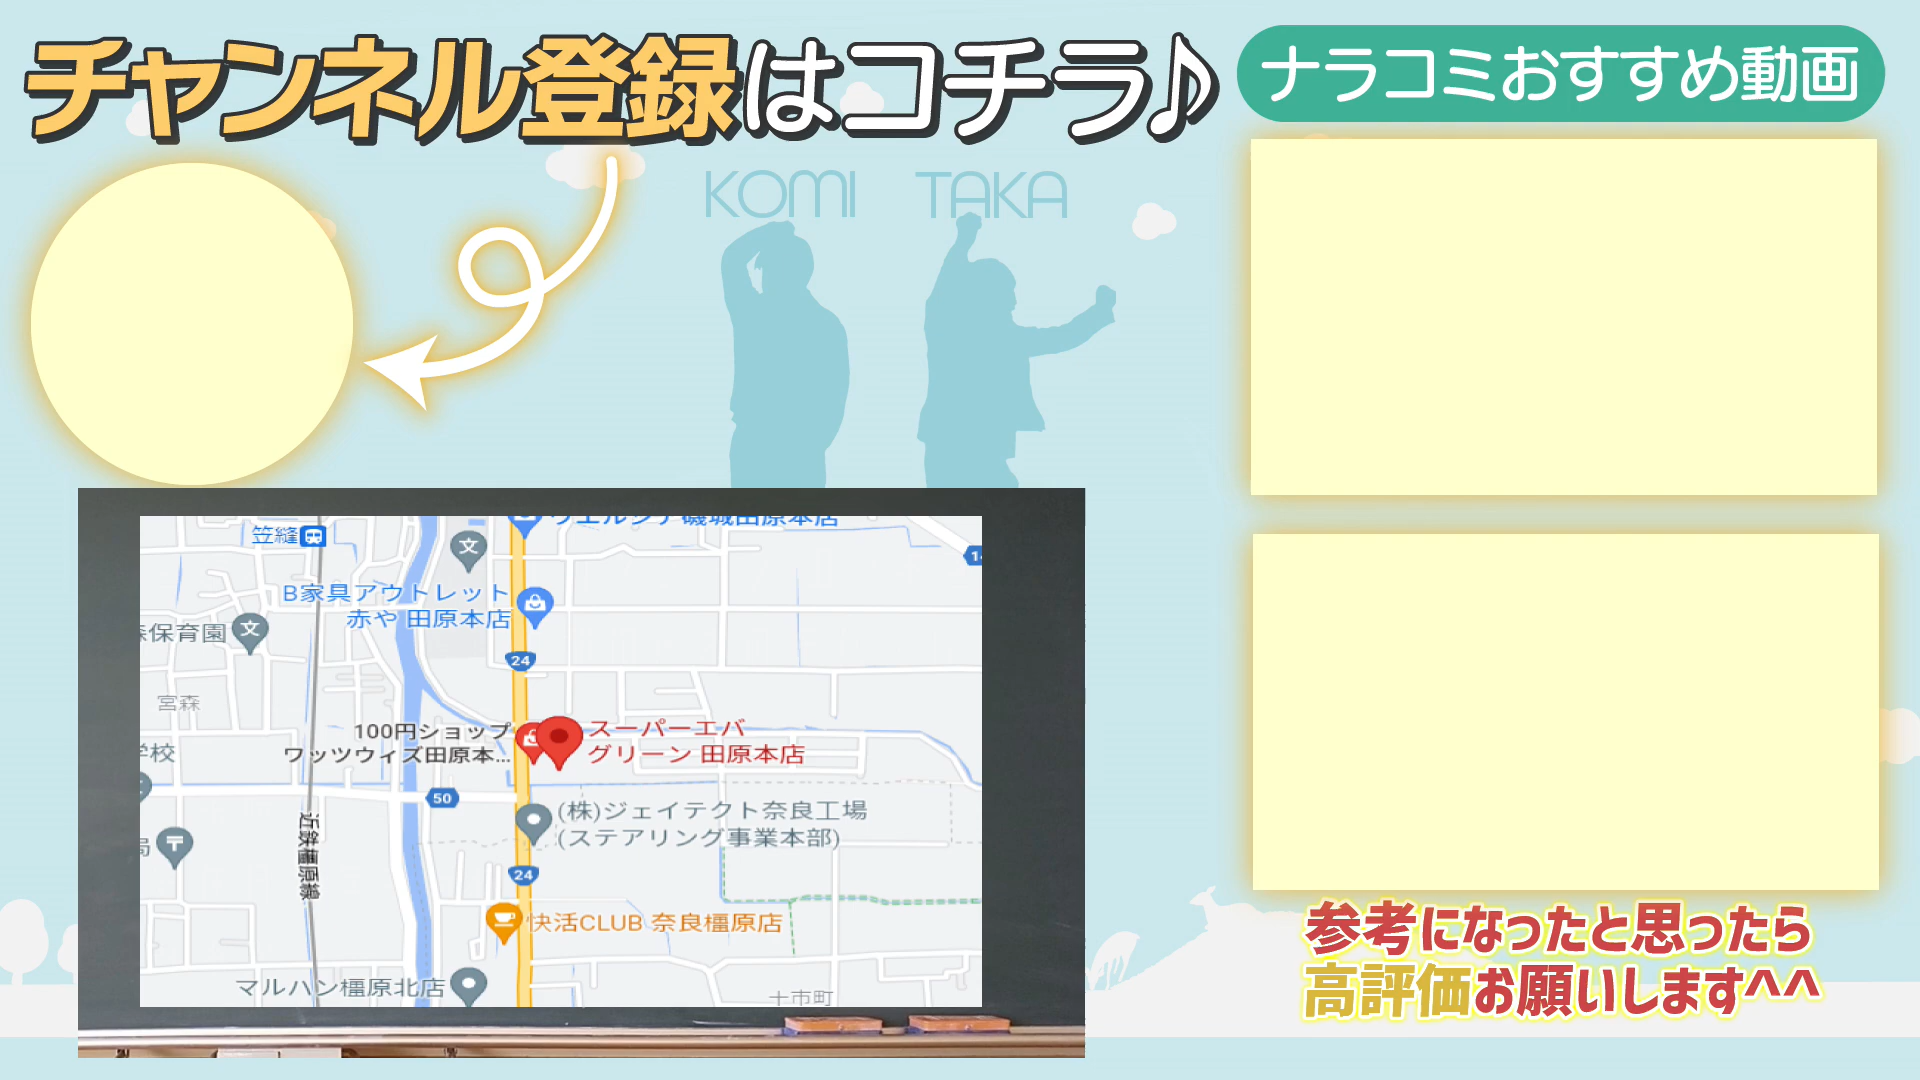 チャンネル登録はコチラ♪
ナラコミおすすめ動画
KOMI TAKA
笠縫
B家具アウトレット
赤や 田原本店
保育園
24
宮森
100円ショップ
ワッツウィズ田原本...
スーパーエバ
グリーン 田原本店
学校
50
(株)ジェイテクト奈良工場
(ステアリング事業本部)
近鉄橿原線
24
快活CLUB 奈良橿原店
マルハン橿原北店
十市町
参考になったと思ったら
高評価お願いします^^